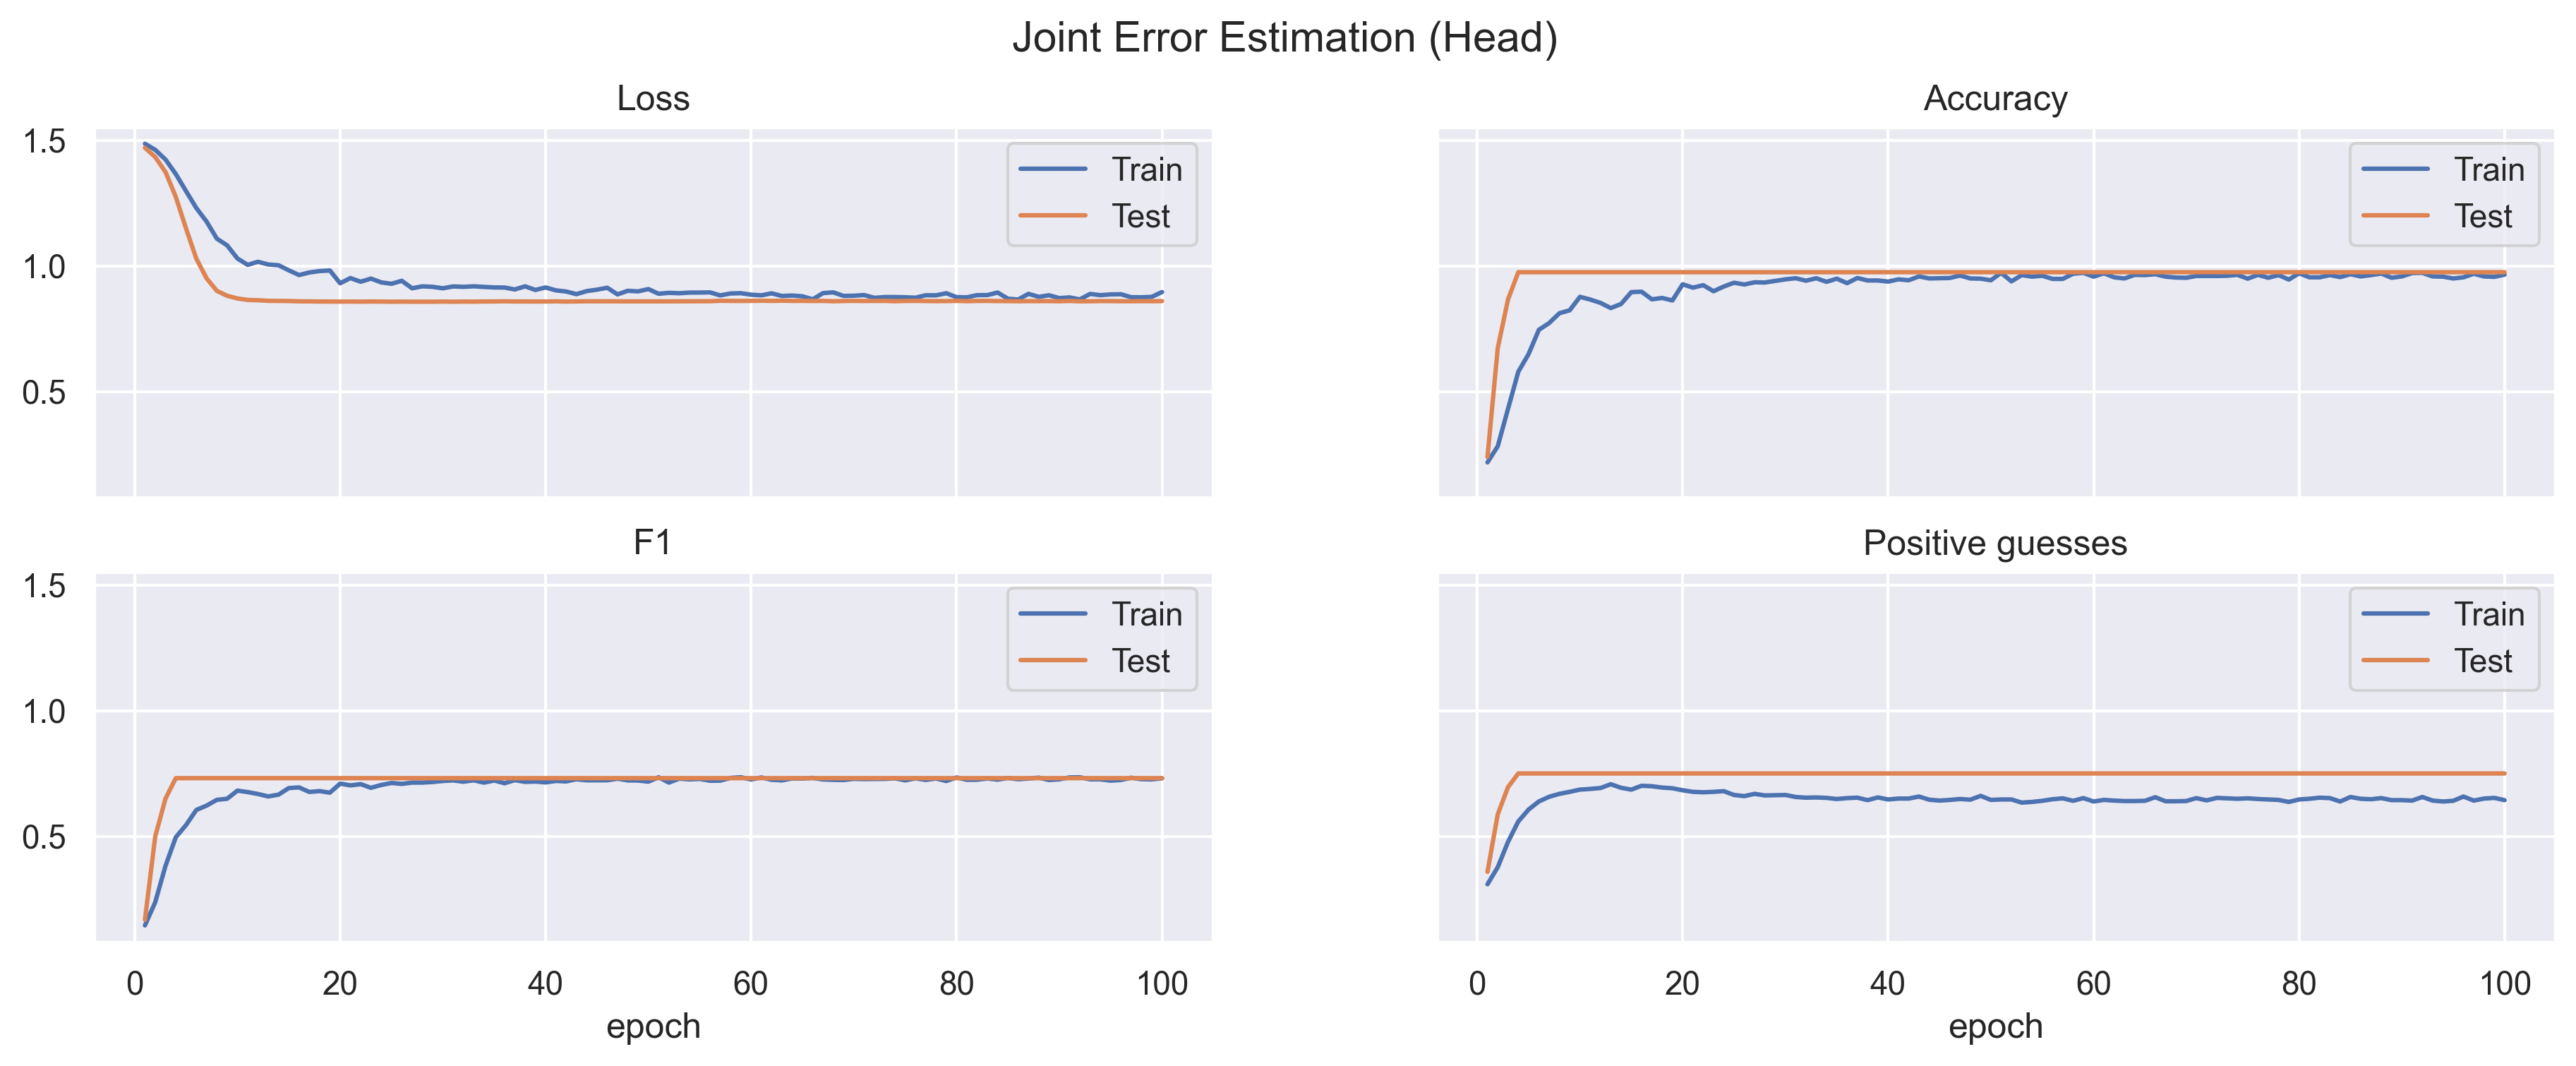 Joint Error Estimation (Head)
Loss
1.5
1.0
0.5
Train
Test
Accuracy
Train
Test
F1
1.5
1.0
0.5
Train
Test
0 20 40 60 80 100
epoch
Positive guesses
Train
Test
0 20 40 60 80 100
epoch